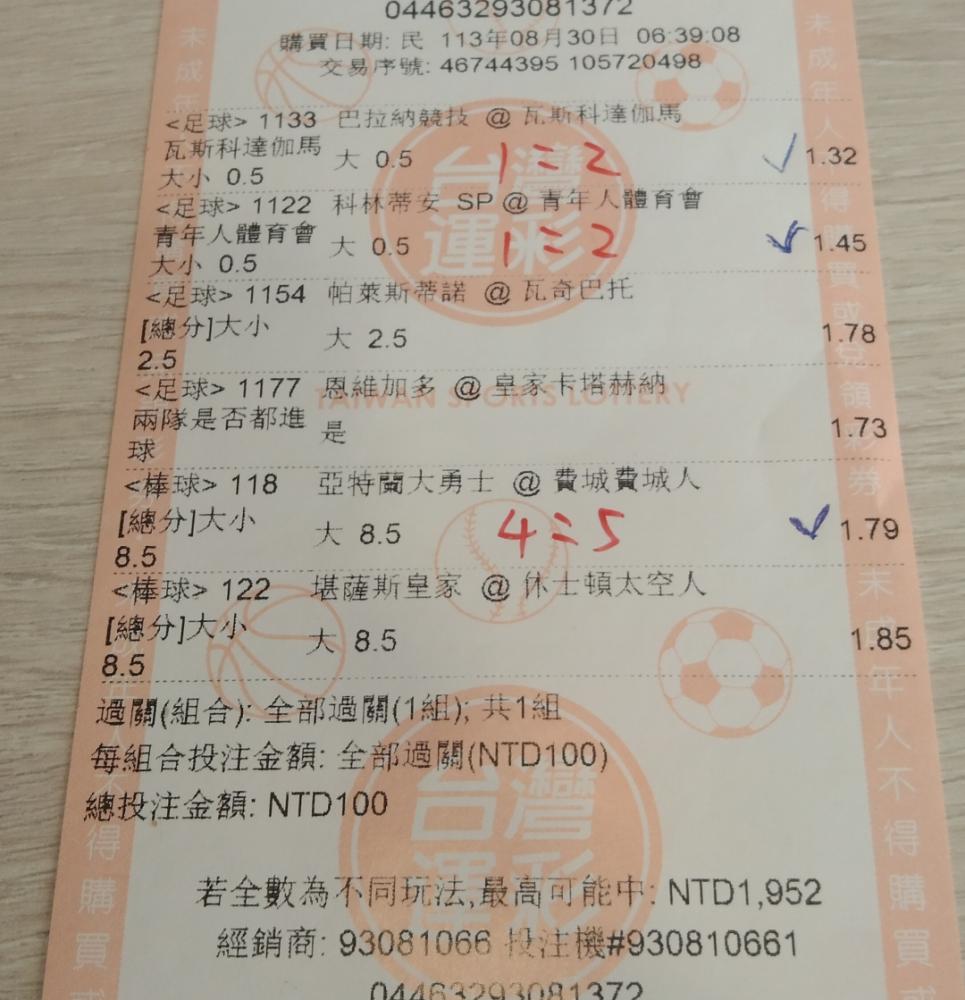 04463293081372
購買日期: 民 113年08月30日 06:39:08
交易序號: 46744395 105720498
<足球> 1133 巴拉納競技 @ 瓦斯科達伽馬
瓦斯科達伽馬
大小 0.5 大 0.5 1:2 ✓ 1.32
<足球> 1122 科林蒂安 SP @ 青年人體育會
青年人體育會
大小 0.5 大 0.5 1:2 ✓ 1.45
<足球> 1154 帕萊斯蒂諾 @ 瓦奇巴托
[總分]大小
2.5 大 2.5 1.78
<足球> 1177 恩維加多 @ 皇家卡塔赫納
兩隊是否都進
球 是 1.73
TAIWAN SPORTS LOTTERY
<棒球> 118 亞特蘭大勇士 @ 費城費城人
[總分]大小
8.5 大 8.5 4:5 ✓ 1.79
<棒球> 122 堪薩斯皇家 @ 休士頓太空人
[總分]大小
8.5 大 8.5 1.85
過關(組合): 全部過關(1組); 共1組
每組合投注金額: 全部過關(NTD100)
總投注金額: NTD100
若全數為不同玩法,最高可能中: NTD1,952
經銷商: 93081066 投注機#930810661
04463293081372
台灣
運彩
台灣
運彩